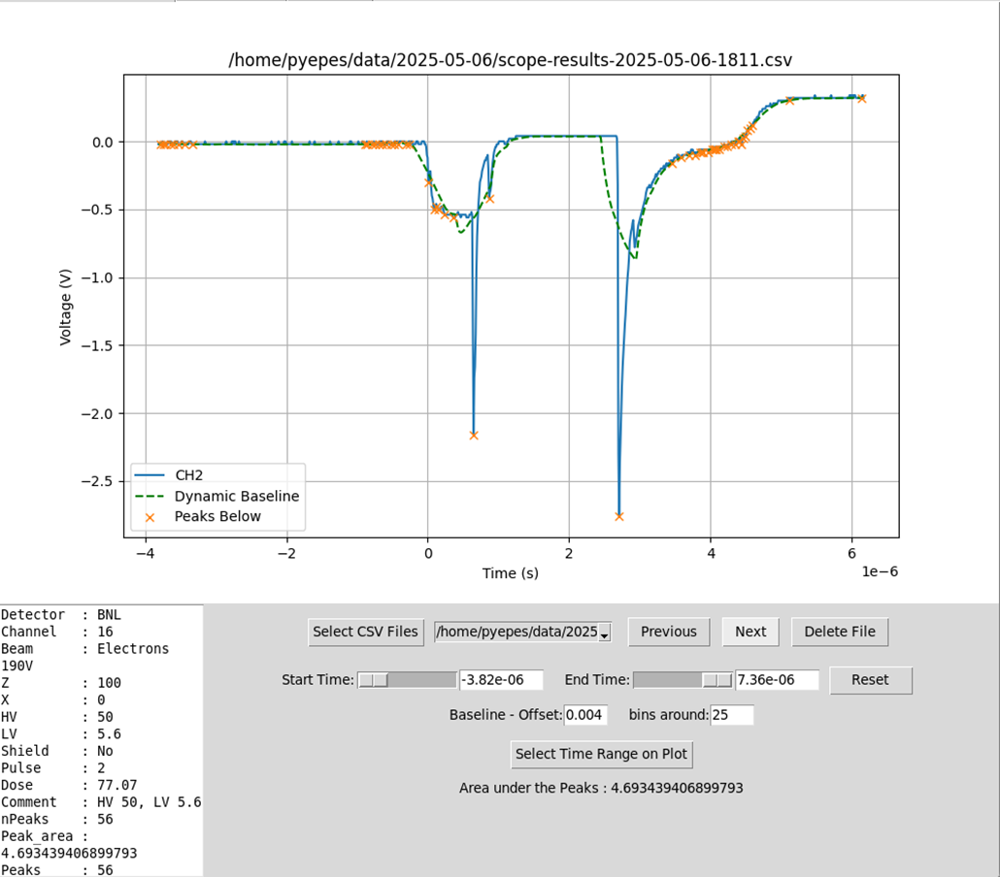 /home/pyepes/data/2025-05-06/scope-results-2025-05-06-1811.csv
0.0
−0.5
−1.0
−1.5
−2.0
−2.5
Voltage (V)
CH2
Dynamic Baseline
Peaks Below
−4 −2 0 2 4 6
1e−6
Time (s)
Detector : BNL
Channel : 16
Beam : Electrons
190V
Z : 100
X : 0
HV : 50
LV : 5.6
Shield : No
Pulse : 2
Dose : 77.07
Comment : HV 50, LV 5.6
nPeaks : 56
Peak_area :
4.693439406899793
Peaks : 56
Select CSV Files /home/pyepes/data/2025 Previous Next Delete File
Start Time: -3.82e-06 End Time: 7.36e-06 Reset
Baseline - Offset: 0.004 bins around: 25
Select Time Range on Plot
Area under the Peaks : 4.693439406899793